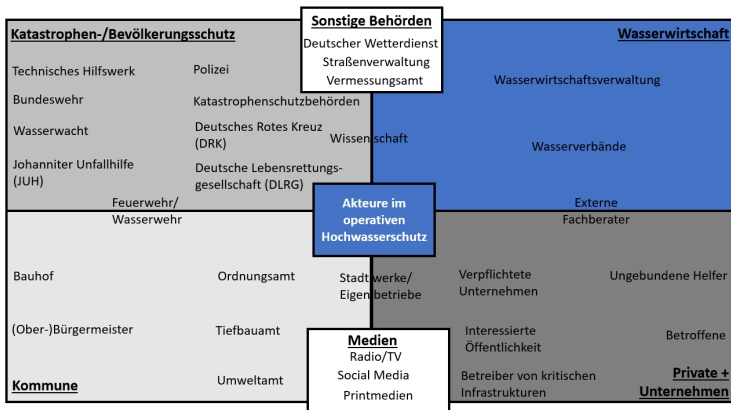 Sonstige Behörden
Deutscher Wetterdienst
Straßenverwaltung
Vermessungsamt
Katastrophen-/Bevölkerungsschutz
Technisches Hilfswerk
Polizei
Bundeswehr
Katastrophenschutzbehörden
Wasserwacht
Deutsches Rotes Kreuz
(DRK)
Johanniter Unfallhilfe
(JUH)
Deutsche Lebensrettungs-
gesellschaft (DLRG)
Feuerwehr/
Wasserwehr
Wissenschaft
Wasserwirtschaft
Wasserwirtschaftsverwaltung
Wasserverbände
Externe
Fachberater
Akteure im
operativen
Hochwasserschutz
Bauhof
Ordnungsamt
(Ober-)Bürgermeister
Tiefbauamt
Umweltamt
Kommune
Stadtwerke/
Eigenbetriebe
Medien
Radio/TV
Social Media
Printmedien
Verpflichtete
Unternehmen
Ungebundene Helfer
Interessierte
Öffentlichkeit
Betroffene
Betreiber von kritischen
Infrastrukturen
Private +
Unternehmen